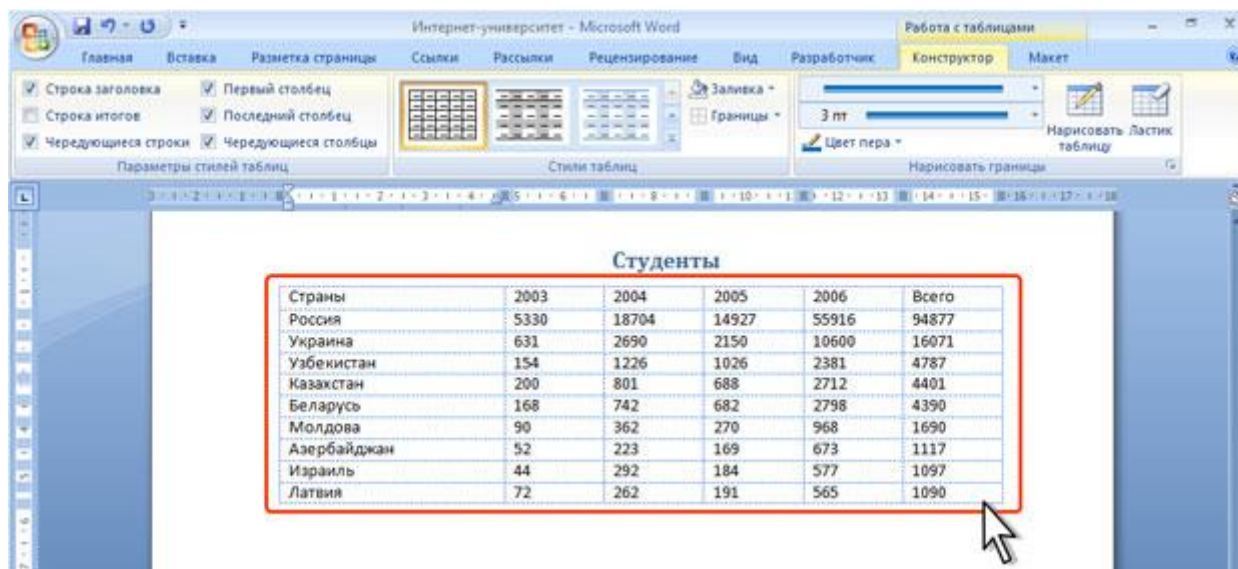 Интернет-университет - Microsoft Word
Работа с таблицами
Главная Вставка Разметка страницы Ссылки Рассылки Рецензирование Вид Разработчик Конструктор Макет
Строка заголовка Первый столбец Заливка
Строка итогов Последний столбец Границы 3 пт
Чередующиеся строки Чередующиеся столбцы Цвет пера Нарисовать таблицу Ластик
Параметры стилей таблиц Стили таблиц Нарисовать границы
Студенты
Страны 2003 2004 2005 2006 Всего
Россия 5330 18704 14927 55916 94877
Украина 631 2690 2150 10600 16071
Узбекистан 154 1226 1026 2381 4787
Казахстан 200 801 688 2712 4401
Беларусь 168 742 682 2798 4390
Молдова 90 362 270 968 1690
Азербайджан 52 223 169 673 1117
Израиль 44 292 184 577 1097
Латвия 72 262 191 565 1090